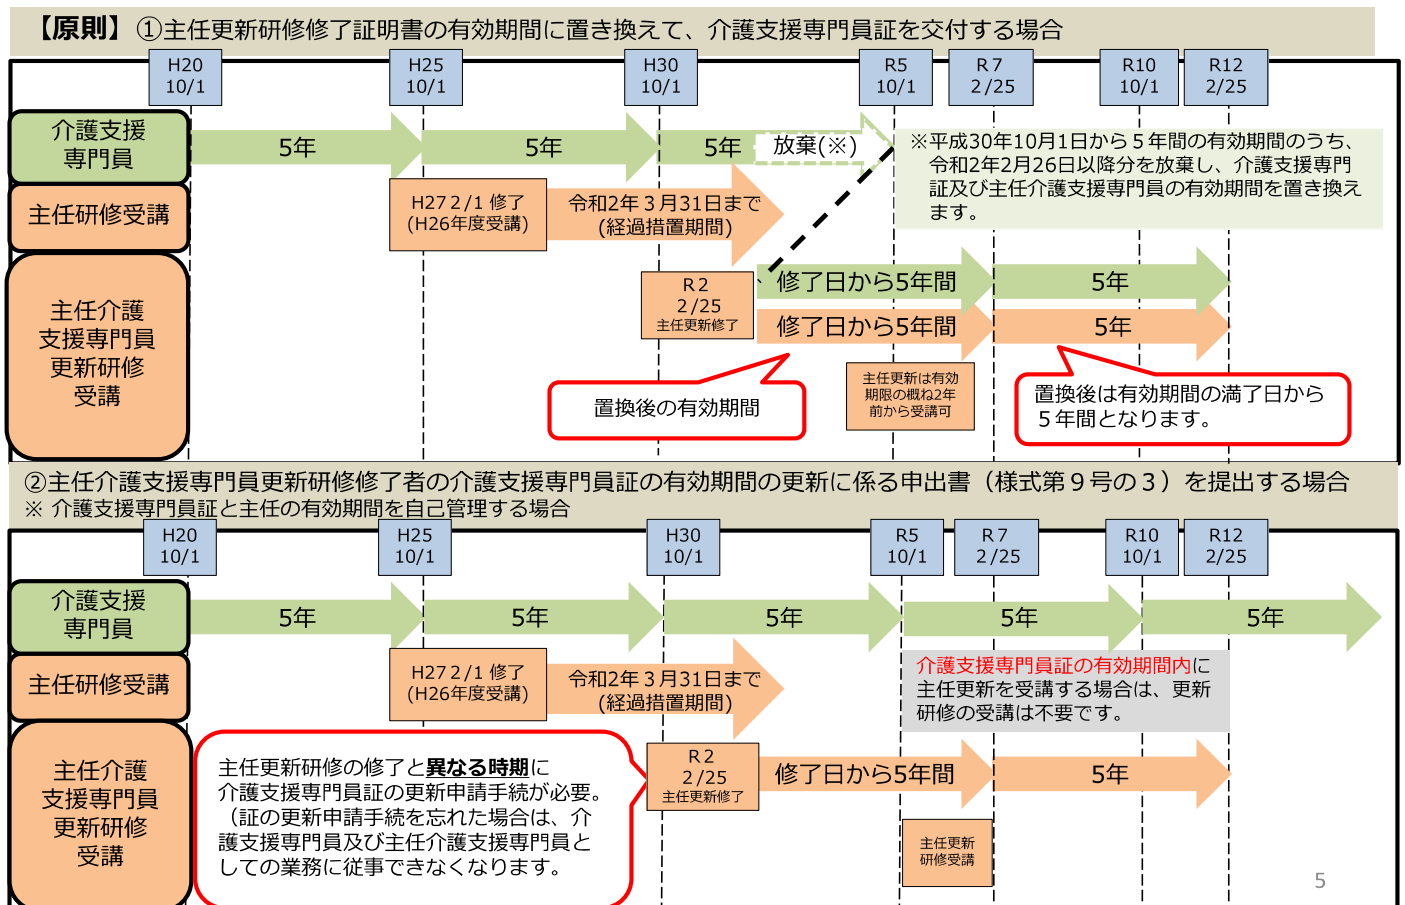 【原則】①主任更新研修修了証明書の有効期間に置き換えて、介護支援専門員証を交付する場合
H20
10/1
H25
10/1
H30
10/1
R5
10/1
R７
２/25
R10
10/1
R12
2/25
介護支援
専門員
5年
5年
5年
放棄(※)
※平成30年10月1日から５年間の有効期間のうち、
令和2年2月26日以降分を放棄し、介護支援専門
証及び主任介護支援専門員の有効期間を置き換え
ます。
主任研修受講
H27２/1 修了
(H26年度受講)
令和2年３月31日まで
(経過措置期間)
主任介護
支援専門員
更新研修
受講
R２
２/25
主任更新修了
修了日から5年間
5年
修了日から5年間
5年
置換後の有効期間
主任更新は有効
期限の概ね2年
前から受講可
置換後は有効期間の満了日から
５年間となります。
②主任介護支援専門員更新研修修了者の介護支援専門員証の有効期間の更新に係る申出書（様式第９号の３）を提出する場合
※ 介護支援専門員証と主任の有効期間を自己管理する場合
H20
10/1
H25
10/1
H30
10/1
R5
10/1
R７
２/25
R10
10/1
R12
2/25
介護支援
専門員
5年
5年
5年
5年
5年
主任研修受講
H27２/1 修了
(H26年度受講)
令和2年３月31日まで
(経過措置期間)
介護支援専門員証の有効期間内に
主任更新を受講する場合は、更新
研修の受講は不要です。
主任介護
支援専門員
更新研修
受講
主任更新研修の修了と異なる時期に
介護支援専門員証の更新申請手続が必要。
（証の更新申請手続を忘れた場合は、介
護支援専門員及び主任介護支援専門員と
しての業務に従事できなくなります。
R２
２/25
主任更新修了
修了日から5年間
5年
主任更新
研修受講
5